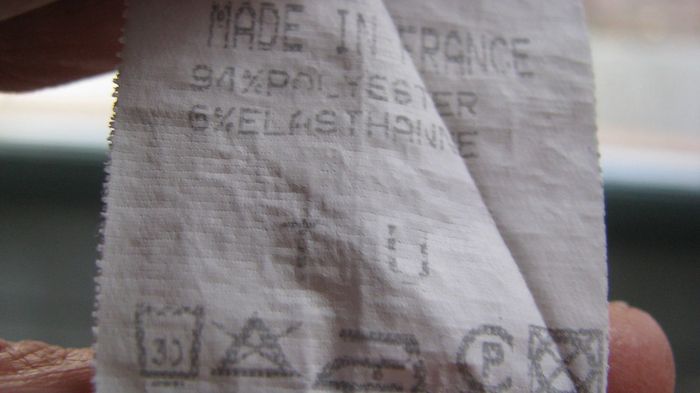 MADE IN FRANCE
94%POLYESTER
6%ELASTHANNE
T U
30 P